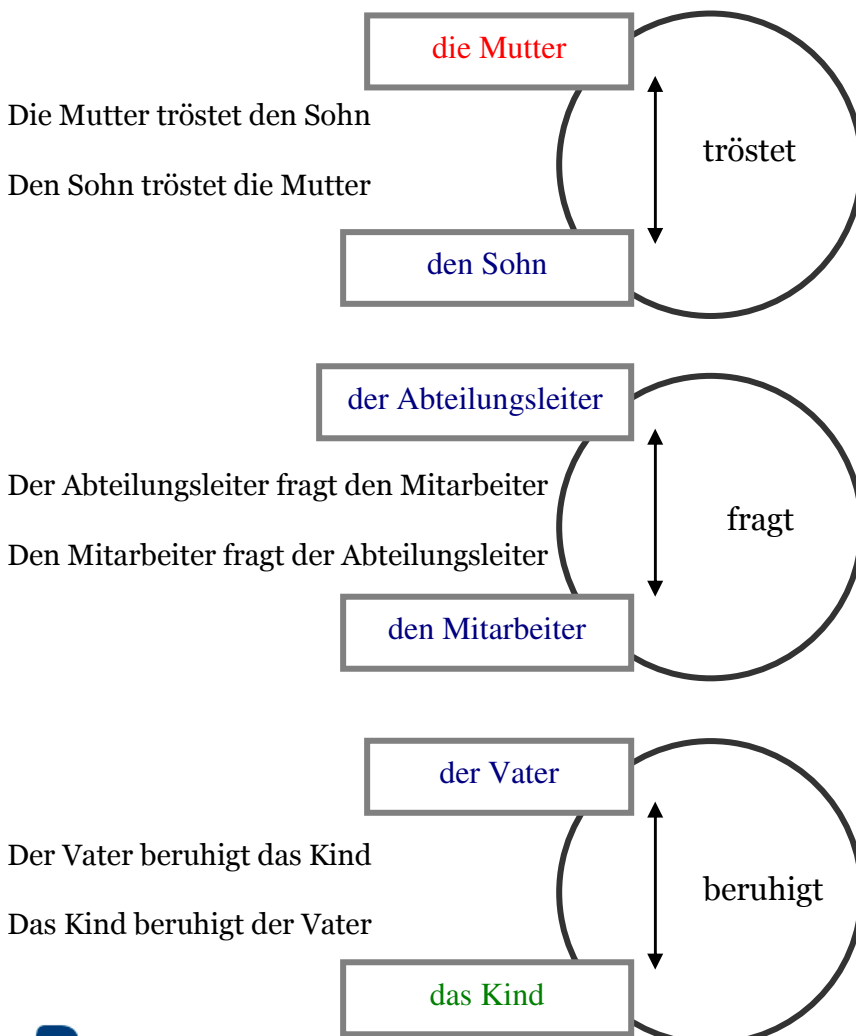 die Mutter
Die Mutter tröstet den Sohn
tröstet
Den Sohn tröstet die Mutter
den Sohn
der Abteilungsleiter
Der Abteilungsleiter fragt den Mitarbeiter
fragt
Den Mitarbeiter fragt der Abteilungsleiter
den Mitarbeiter
der Vater
Der Vater beruhigt das Kind
beruhigt
Das Kind beruhigt der Vater
das Kind